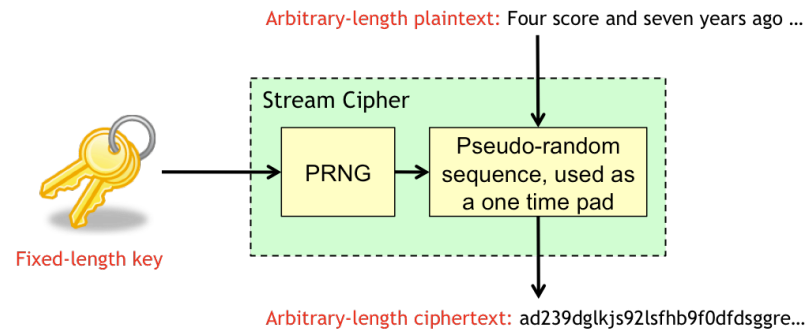 Arbitrary-length plaintext: Four score and seven years ago …
Stream Cipher
PRNG
Pseudo-random
sequence, used as
a one time pad
Fixed-length key
Arbitrary-length ciphertext: ad239dglkjs92lsfhb9f0dfdsggre…